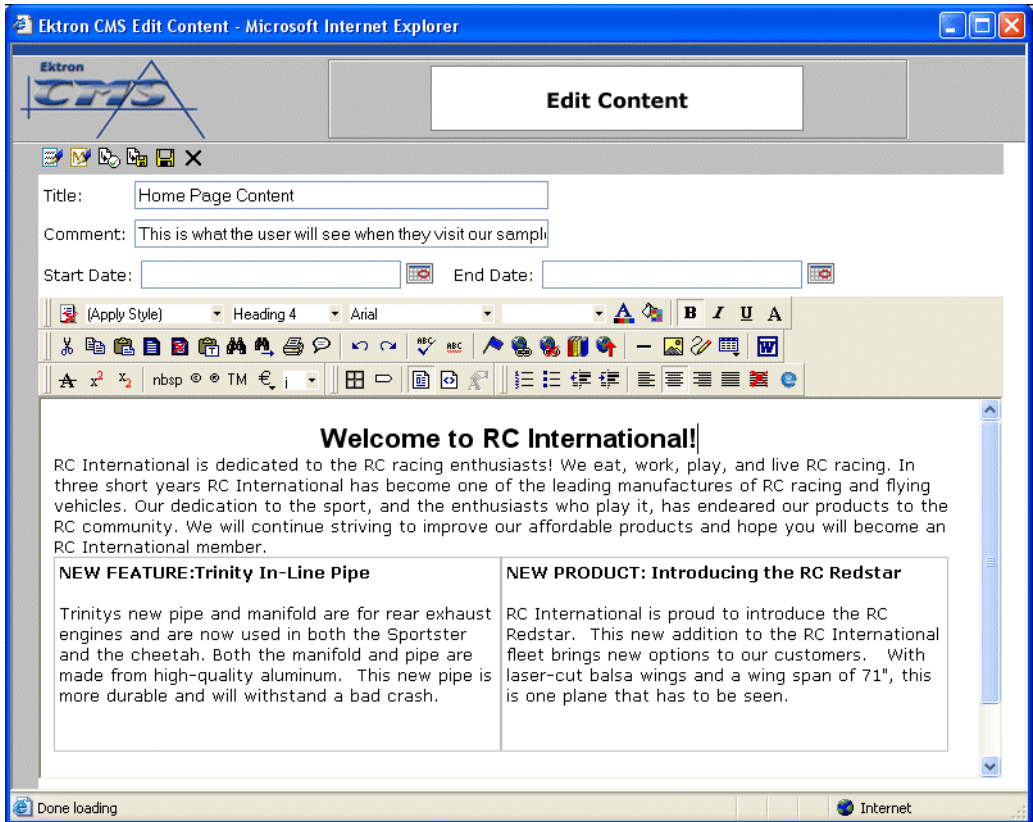 Ektron CMS Edit Content - Microsoft Internet Explorer
Ektron
CMS
Edit Content
Title: Home Page Content
Comment: This is what the user will see when they visit our sampl
Start Date: End Date:
(Apply Style) Heading 4 Arial A B I U A
ABC ABC W
A x² x₂ nbsp © ® TM € ¡
Welcome to RC International!
RC International is dedicated to the RC racing enthusiasts! We eat, work, play, and live RC racing. In
three short years RC International has become one of the leading manufactures of RC racing and flying
vehicles. Our dedication to the sport, and the enthusiasts who play it, has endeared our products to the
RC community. We will continue striving to improve our affordable products and hope you will become an
RC International member.
NEW FEATURE:Trinity In-Line Pipe
Trinitys new pipe and manifold are for rear exhaust
engines and are now used in both the Sportster
and the cheetah. Both the manifold and pipe are
made from high-quality aluminum.  This new pipe is
more durable and will withstand a bad crash.
NEW PRODUCT: Introducing the RC Redstar
RC International is proud to introduce the RC
Redstar.  This new addition to the RC International
fleet brings new options to our customers.   With
laser-cut balsa wings and a wing span of 71", this
is one plane that has to be seen.
Done loading
Internet